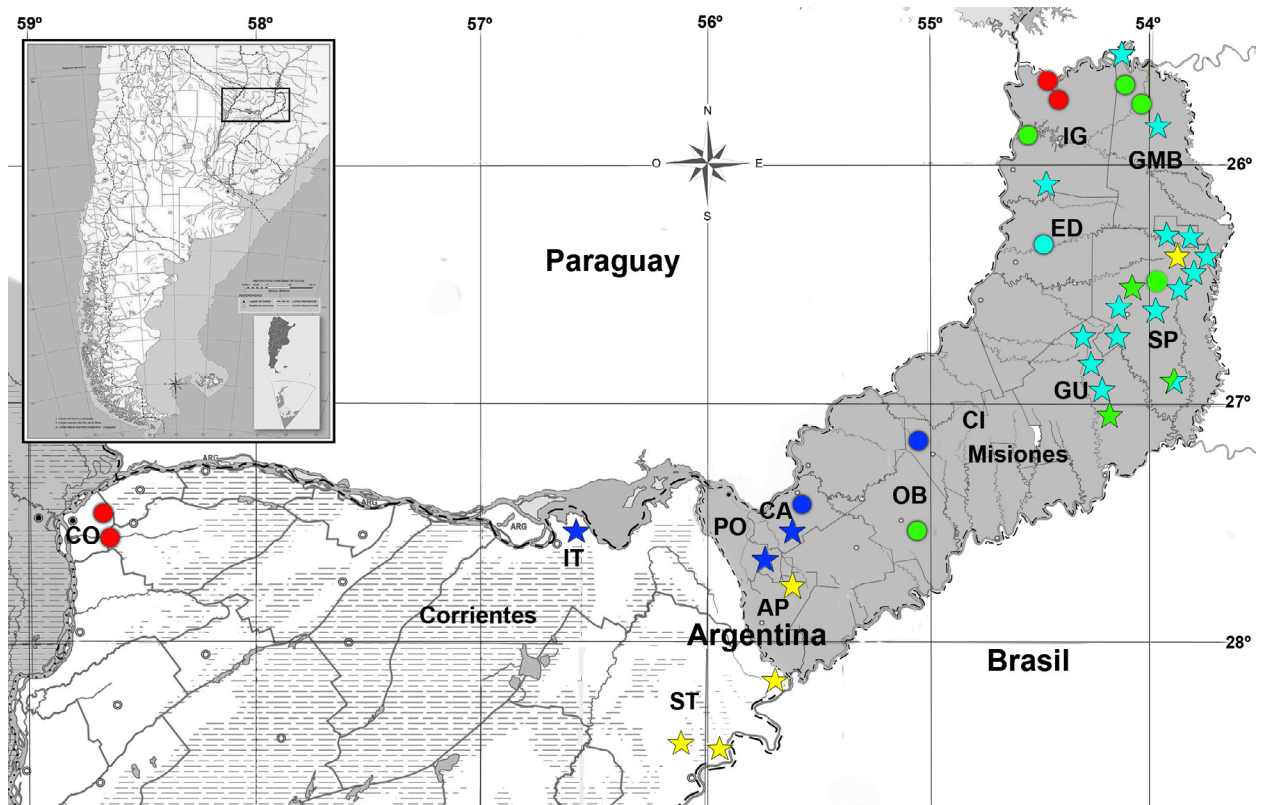 59º
58º
57º
56º
55º
54º
N
O
E
S
IG
GMB
26º
ED
Paraguay
SP
GU
27º
CI
Misiones
ARG
ARG
ARG
CA
OB
PO
CO
IT
AP
Corrientes
Argentina
28º
Brasil
ST
REFERENCIAS